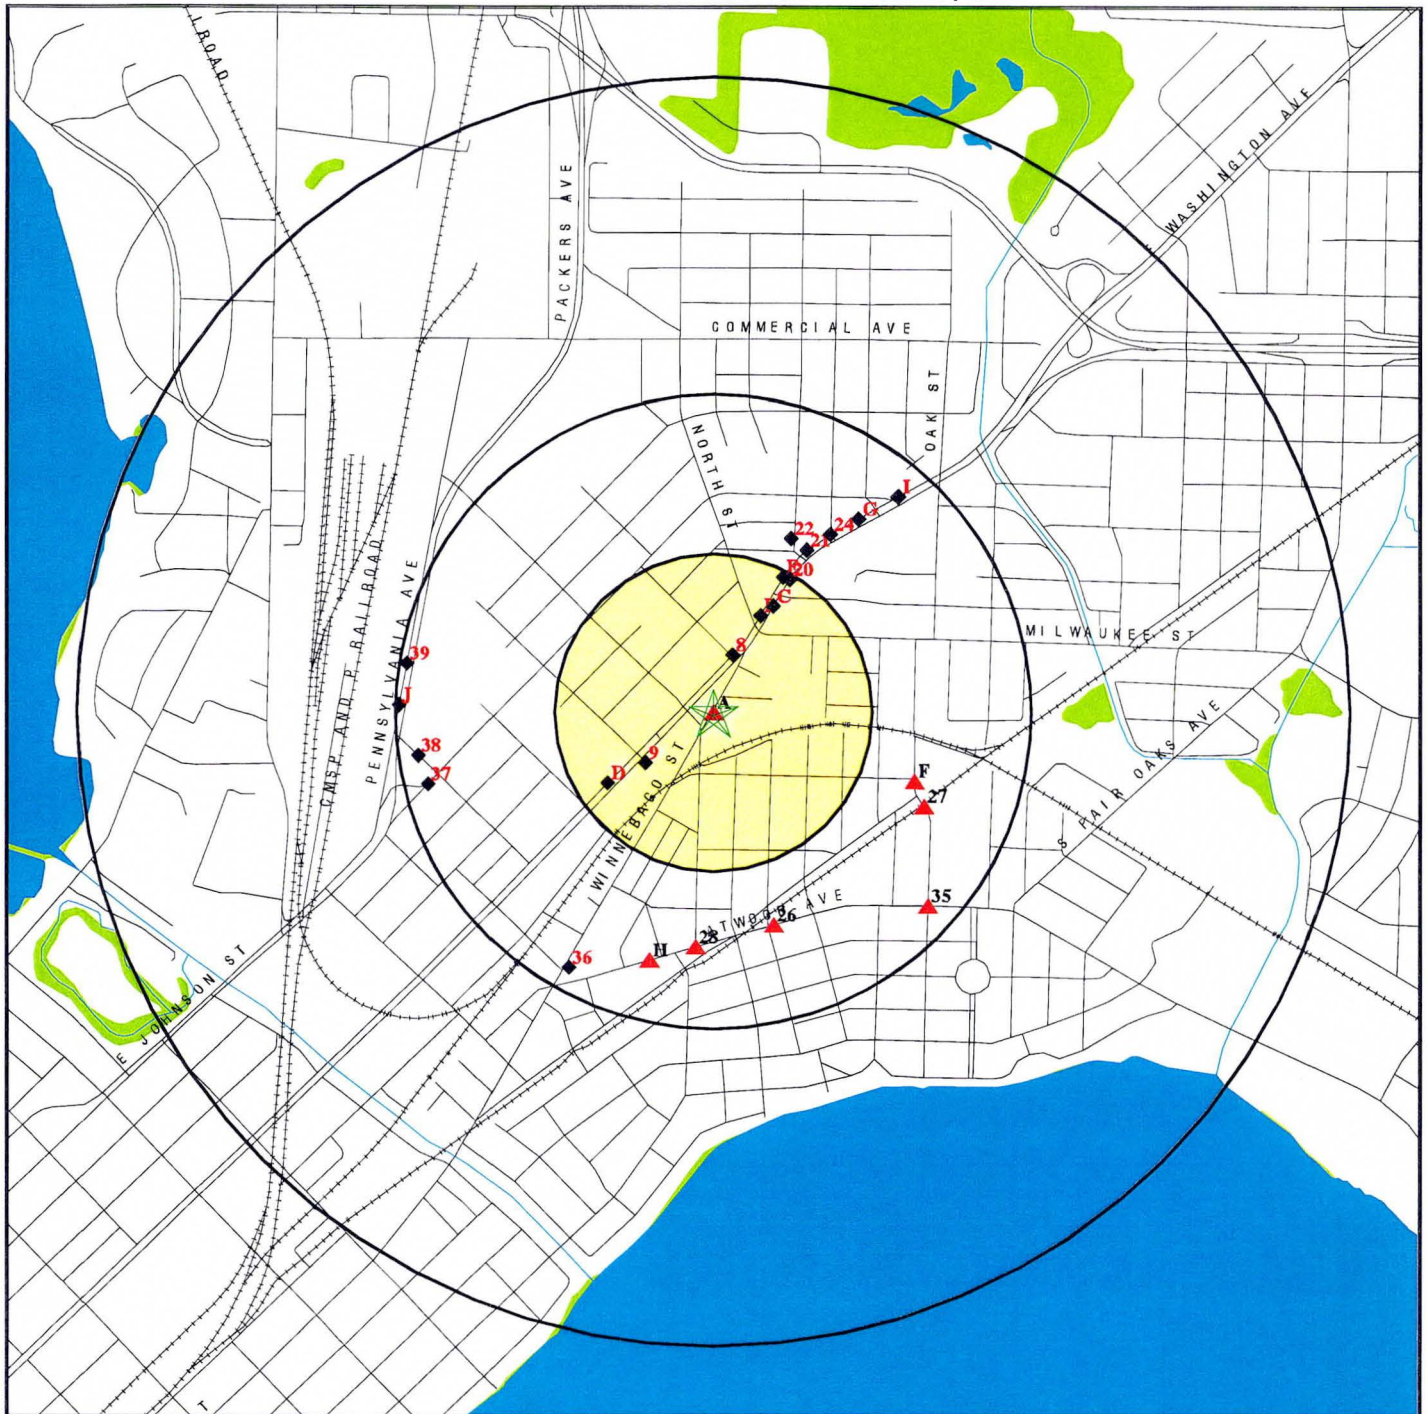 ILROAD
E WASHINGTON AVE
PACKERS AVE
COMMERCIAL AVE
OAK ST
NORTH ST
I
G
24
22
21
20
C
MILWAUKEE ST
8
CMSP AND P RAILROAD
PENNSYLVANIA AVE
39
J
A
38
37
9
D
WINNEBAGO ST
F
27
S FAIR OAKS AVE
35
ATWOOD AVE
26
H
36
E JOHNSON ST
T